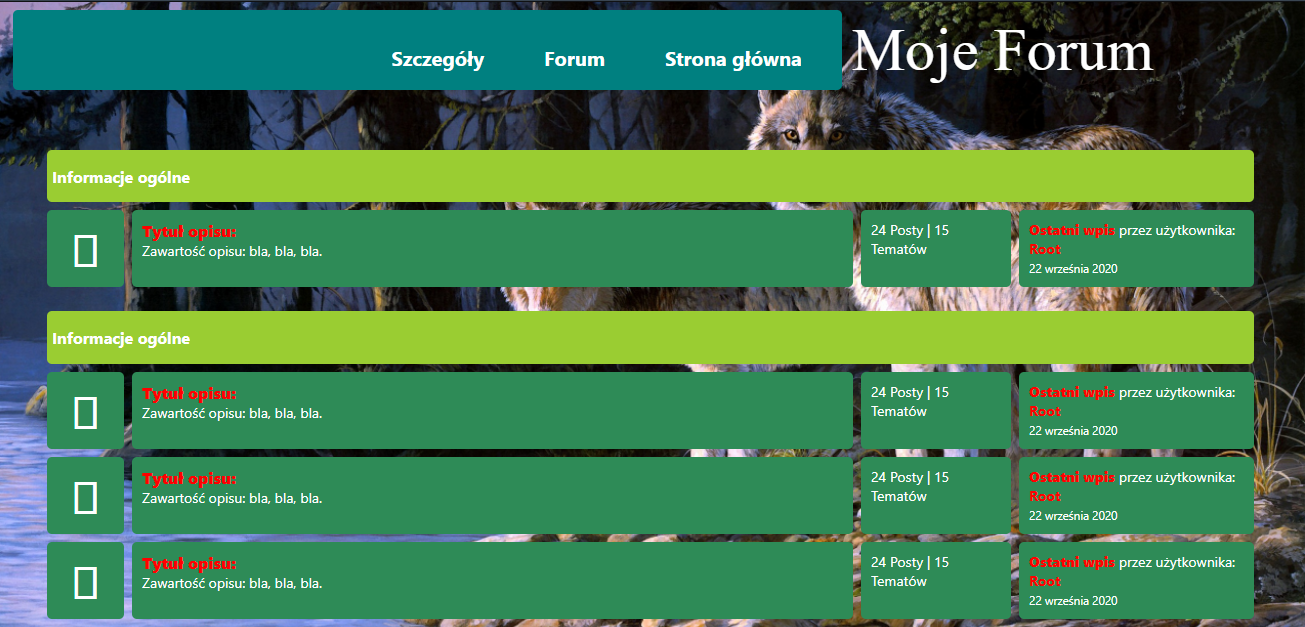 Szczegóły Forum Strona główna
Moje Forum
Informacje ogólne
Tytuł opisu:
Zawartość opisu: bla, bla, bla.
24 Posty | 15
Tematów
Ostatni wpis przez użytkownika:
Root
22 września 2020
Informacje ogólne
Tytuł opisu:
Zawartość opisu: bla, bla, bla.
24 Posty | 15
Tematów
Ostatni wpis przez użytkownika:
Root
22 września 2020
Tytuł opisu:
Zawartość opisu: bla, bla, bla.
24 Posty | 15
Tematów
Ostatni wpis przez użytkownika:
Root
22 września 2020
Tytuł opisu:
Zawartość opisu: bla, bla, bla.
24 Posty | 15
Tematów
Ostatni wpis przez użytkownika:
Root
22 września 2020